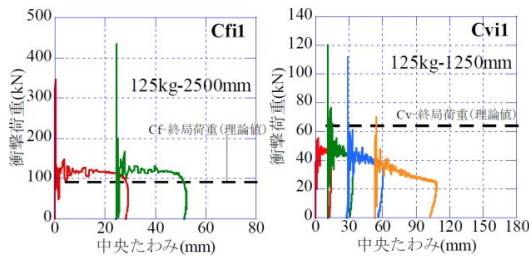 Cfi1
125kg-2500mm
Cf-終局荷重(理論値)
衝撃荷重(kN)
500
400
300
200
100
0
0 20 40 60 80
中央たわみ(mm)
Cvi1
125kg-1250mm
Cv-終局荷重(理論値)
衝撃荷重(kN)
140
120
100
80
60
40
20
0
0 30 60 90 120 150 180
中央たわみ(mm)